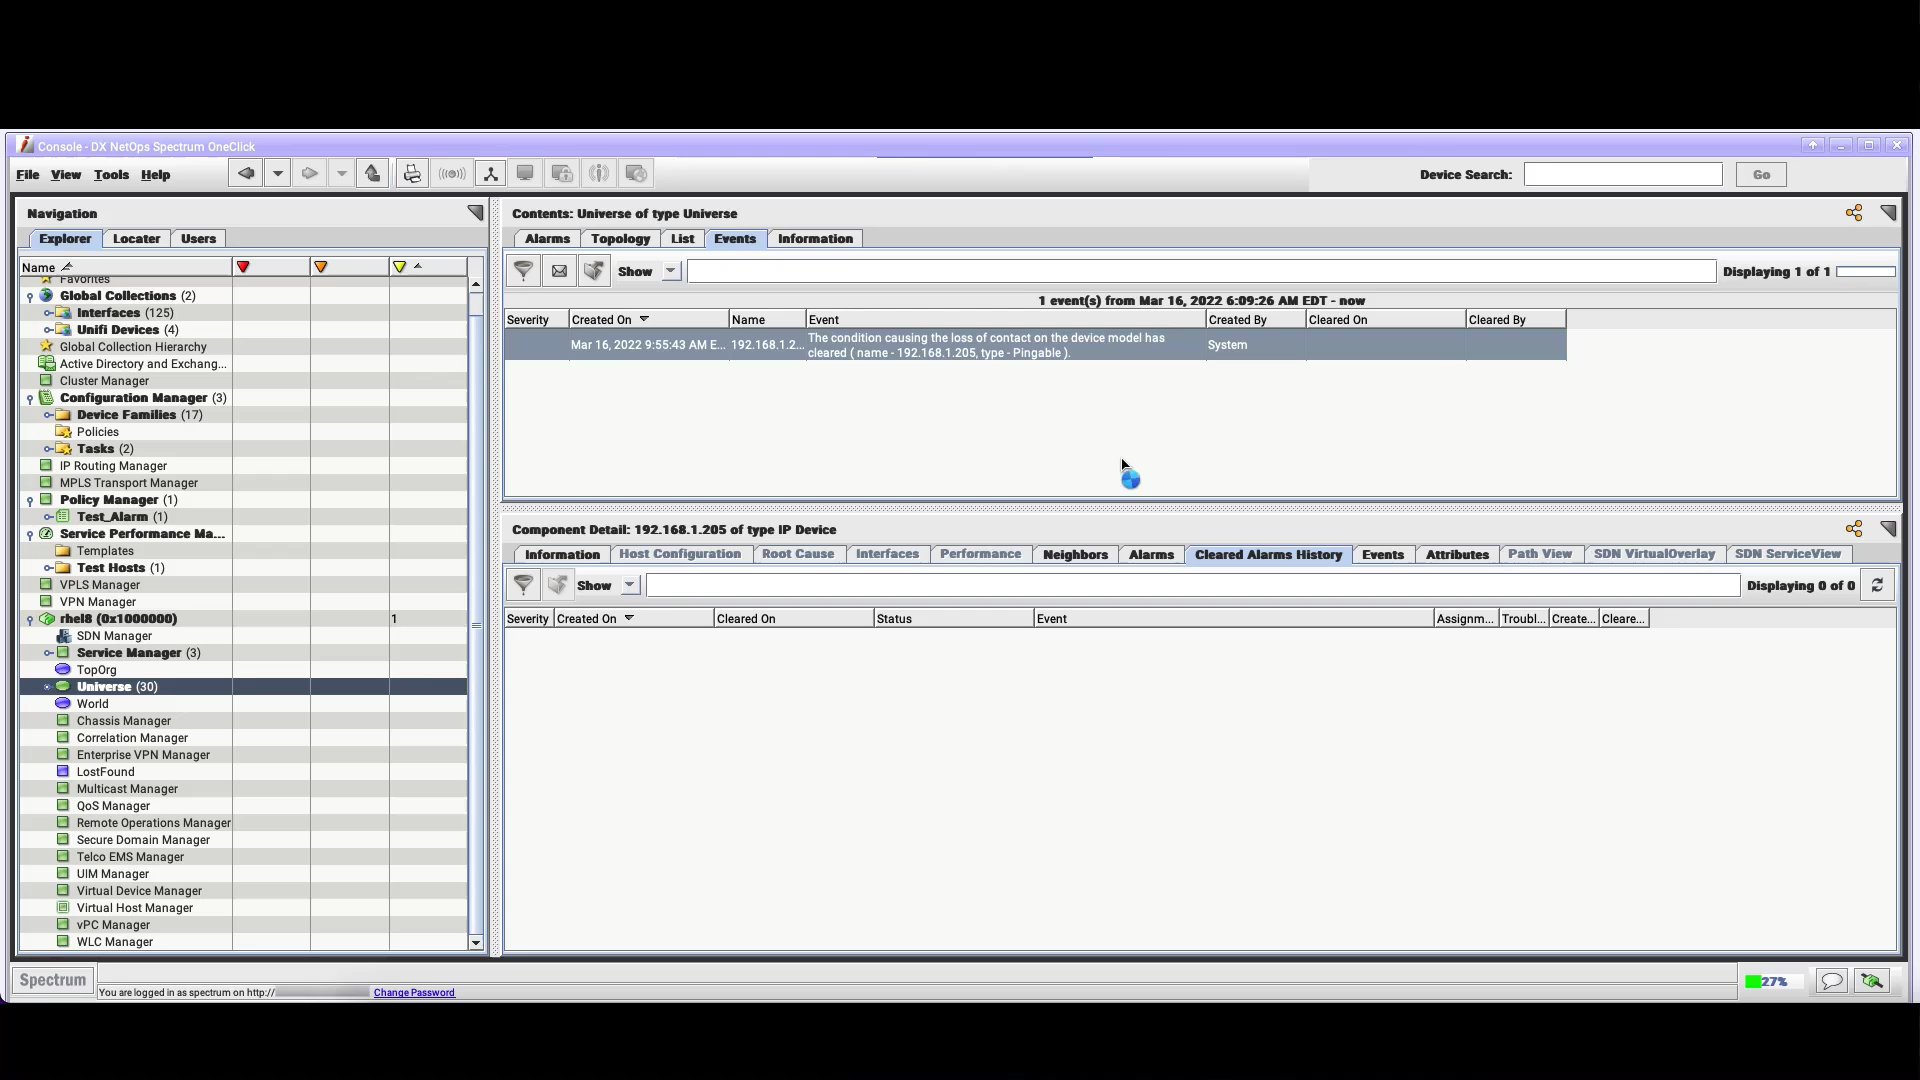 Console - DX NetOps Spectrum OneClick
File View Tools Help
Device Search:
Go
Navigation
Explorer Locater Users
Name
Favorites
Global Collections (2)
Interfaces (125)
Unifi Devices (4)
Global Collection Hierarchy
Active Directory and Exchang...
Cluster Manager
Configuration Manager (3)
Device Families (17)
Policies
Tasks (2)
IP Routing Manager
MPLS Transport Manager
Policy Manager (1)
Test_Alarm (1)
Service Performance Ma...
Templates
Test Hosts (1)
VPLS Manager
VPN Manager
rhel8 (0x1000000) 1
SDN Manager
Service Manager (3)
TopOrg
Universe (30)
World
Chassis Manager
Correlation Manager
Enterprise VPN Manager
LostFound
Multicast Manager
QoS Manager
Remote Operations Manager
Secure Domain Manager
Telco EMS Manager
UIM Manager
Virtual Device Manager
Virtual Host Manager
vPC Manager
WLC Manager
Contents: Universe of type Universe
Alarms Topology List Events Information
Show
Displaying 1 of 1
1 event(s) from Mar 16, 2022 6:09:26 AM EDT - now
Severity Created On Name Event Created By Cleared On Cleared By
Mar 16, 2022 9:55:43 AM E... 192.168.1.2... The condition causing the loss of contact on the device model has
cleared ( name - 192.168.1.205, type - Pingable ).
System
Component Detail: 192.168.1.205 of type IP Device
Information Host Configuration Root Cause Interfaces Performance Neighbors Alarms Cleared Alarms History Events Attributes Path View SDN VirtualOverlay SDN ServiceView
Show
Displaying 0 of 0
Severity Created On Cleared On Status Event Assignm... Troubl... Create... Cleare...
Spectrum
You are logged in as spectrum on http://
Change Password
27%